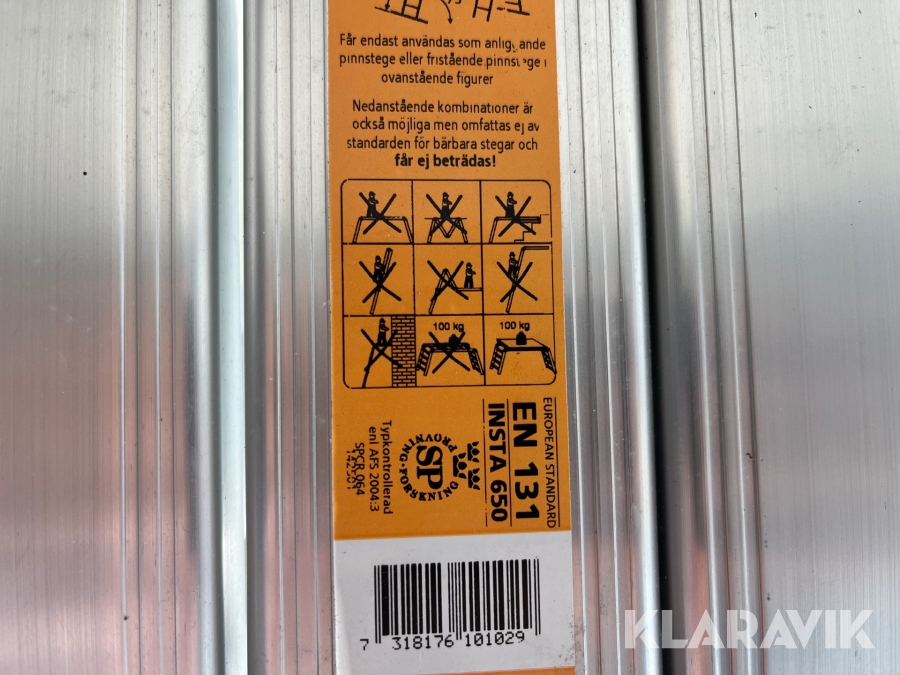 Får endast användas som anligg ande
pinnstege eller fristående pinnstege i
ovanstående figurer
Nedanstående kombinationer är
också möjliga men omfattas ej av
standarden för bärbara stegar och
får ej beträdas!
100 kg
100 kg
EUROPEAN STANDARD
EN 131
INSTA 650
SP
PROVNING·FORSKNING
Typkontrollerad
enl AFS 2004:3
SPCR 064
7 318176 101029
KLARAVIK